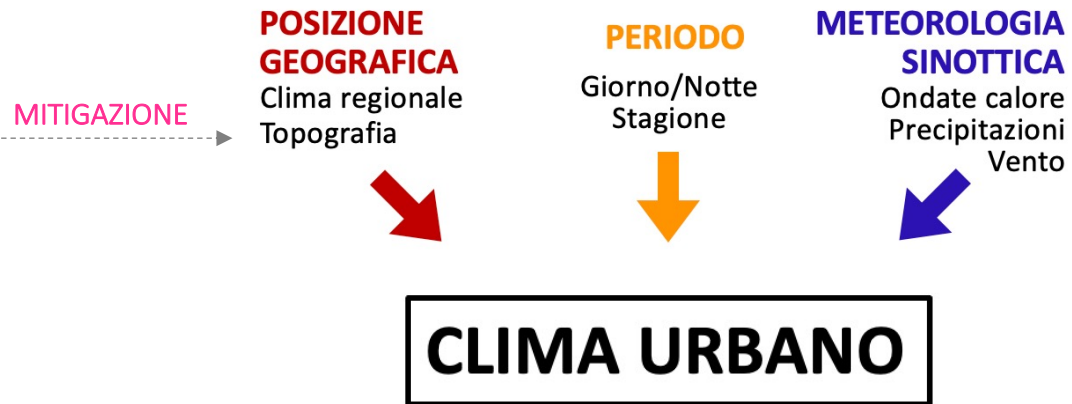 MITIGAZIONE
POSIZIONE
GEOGRAFICA
Clima regionale
Topografia
PERIODO
Giorno/Notte
Stagione
METEOROLOGIA
SINOTTICA
Ondate calore
Precipitazioni
Vento
CLIMA URBANO